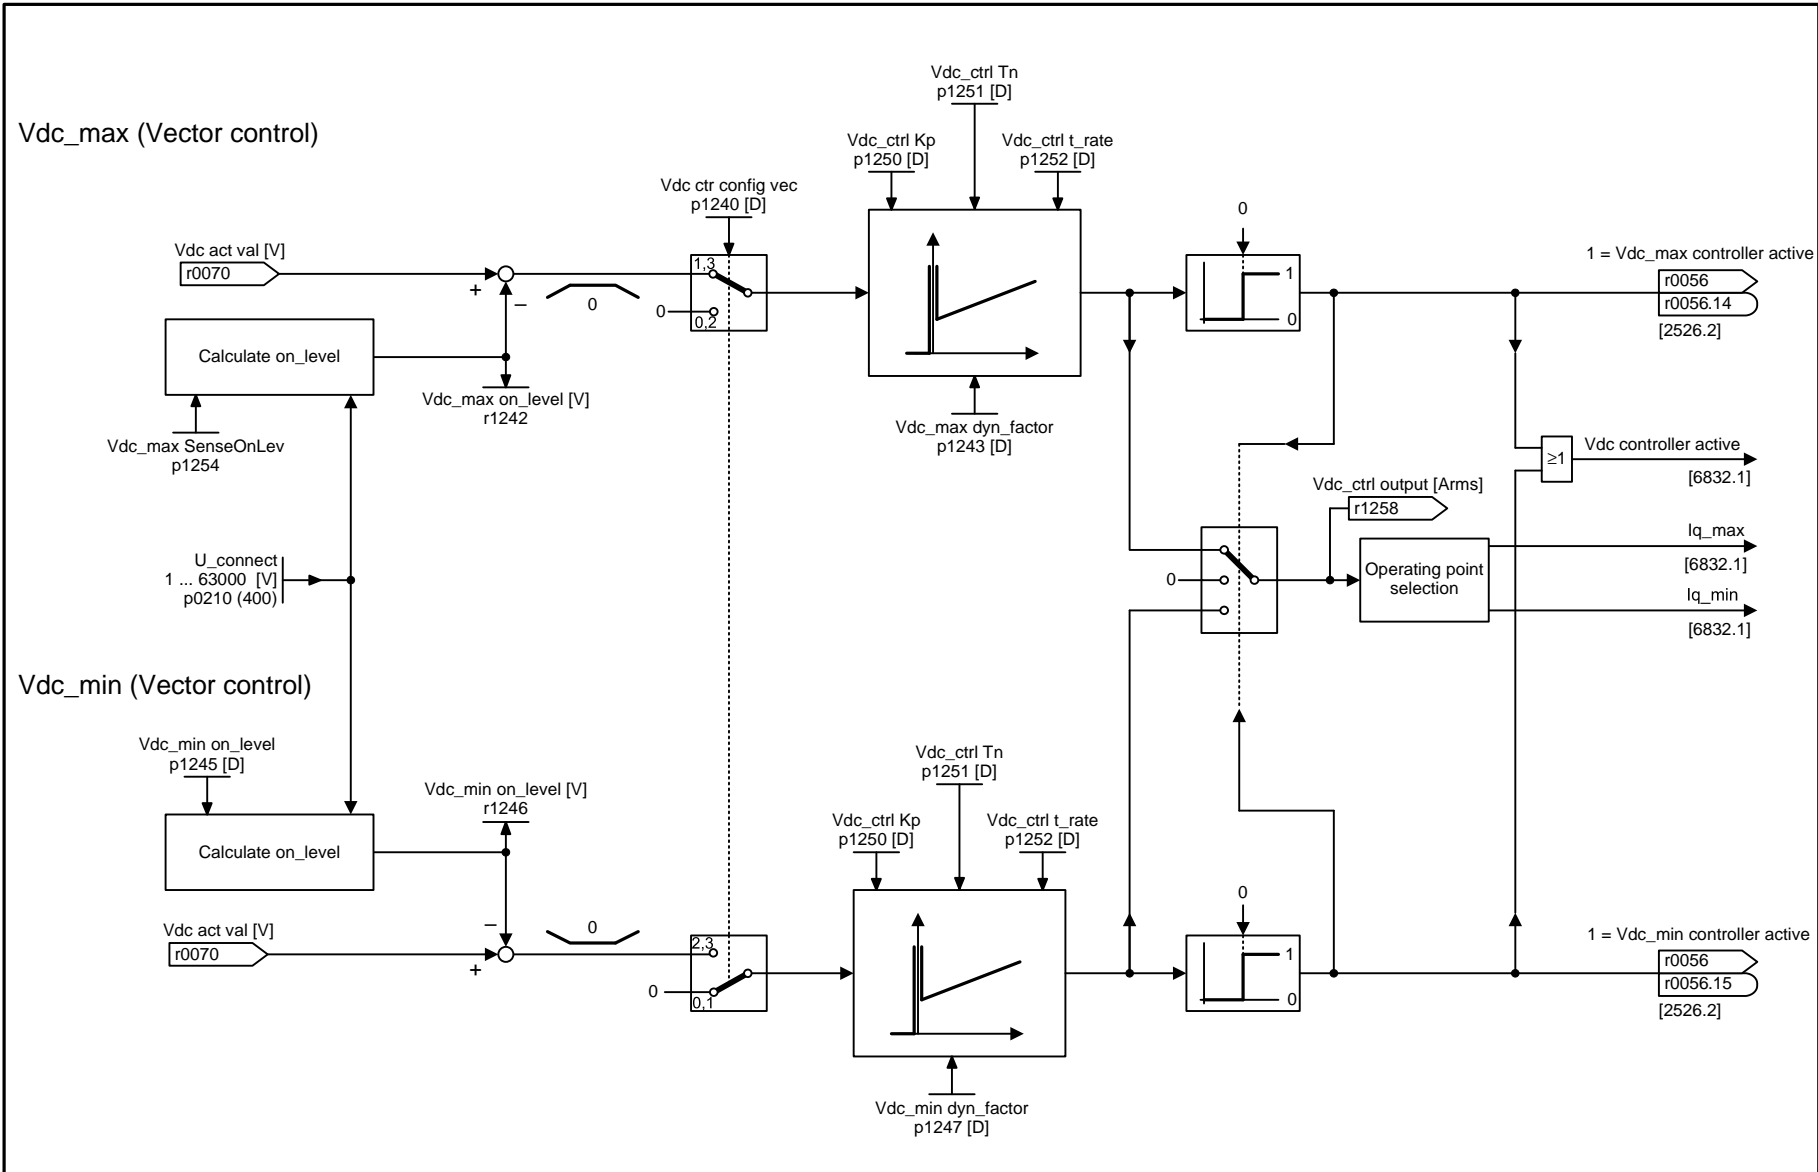 Vdc_ctrl Tn
p1251 [D]
Vdc_max (Vector control)
Vdc_ctrl Kp
p1250 [D]
Vdc_ctrl t_rate
p1252 [D]
Vdc ctr config vec
p1240 [D]
0
Vdc act val [V]
r0070
+
–
0
1,3
0
0,2
1
0
1 = Vdc_max controller active
r0056
r0056.14
[2526.2]
Calculate on_level
Vdc_max on_level [V]
r1242
Vdc_max SenseOnLev
p1254
Vdc_max dyn_factor
p1243 [D]
≥1
Vdc controller active
[6832.1]
Vdc_ctrl output [Arms]
r1258
U_connect
1 ... 63000 [V]
p0210 (400)
0
Operating point
selection
Iq_max
[6832.1]
Iq_min
[6832.1]
Vdc_min (Vector control)
Vdc_min on_level
p1245 [D]
Vdc_min on_level [V]
r1246
Vdc_ctrl Tn
p1251 [D]
Vdc_ctrl Kp
p1250 [D]
Vdc_ctrl t_rate
p1252 [D]
Calculate on_level
0
Vdc act val [V]
r0070
–
+
0
2,3
0
0,1
1
0
1 = Vdc_min controller active
r0056
r0056.15
[2526.2]
Vdc_min dyn_factor
p1247 [D]